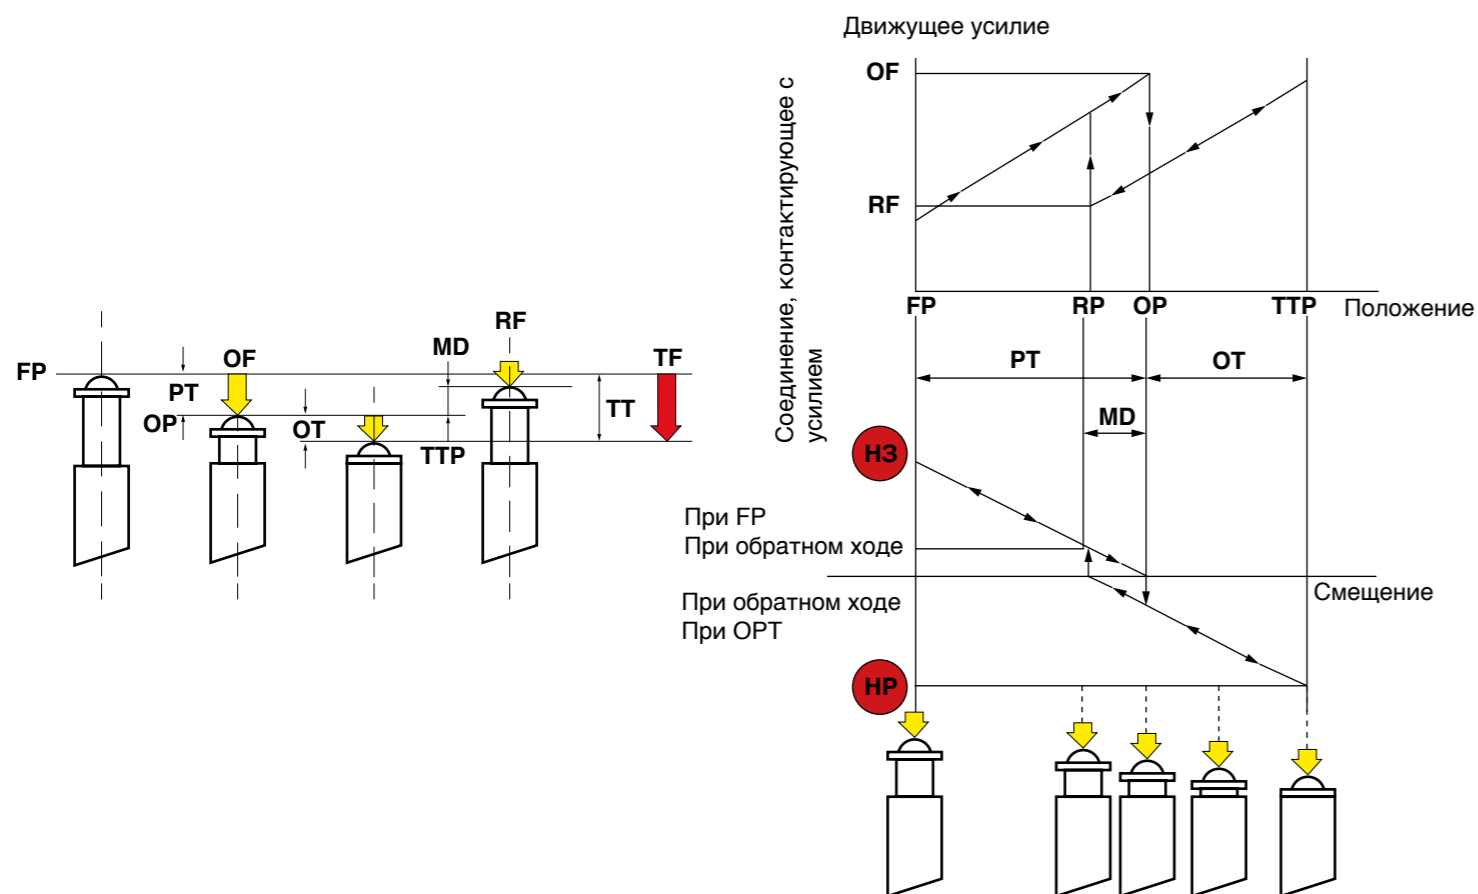 FP
PT
OP
OF
OT
TTP
MD
RF
TT
TF
Движущее усилие
OF
RF
FP
RP
OP
TTP
Положение
Соединение, контактирующее с
усилием
PT
OT
MD
НЗ
При FP
При обратном ходе
Смещение
При обратном ходе
При OPT
НР